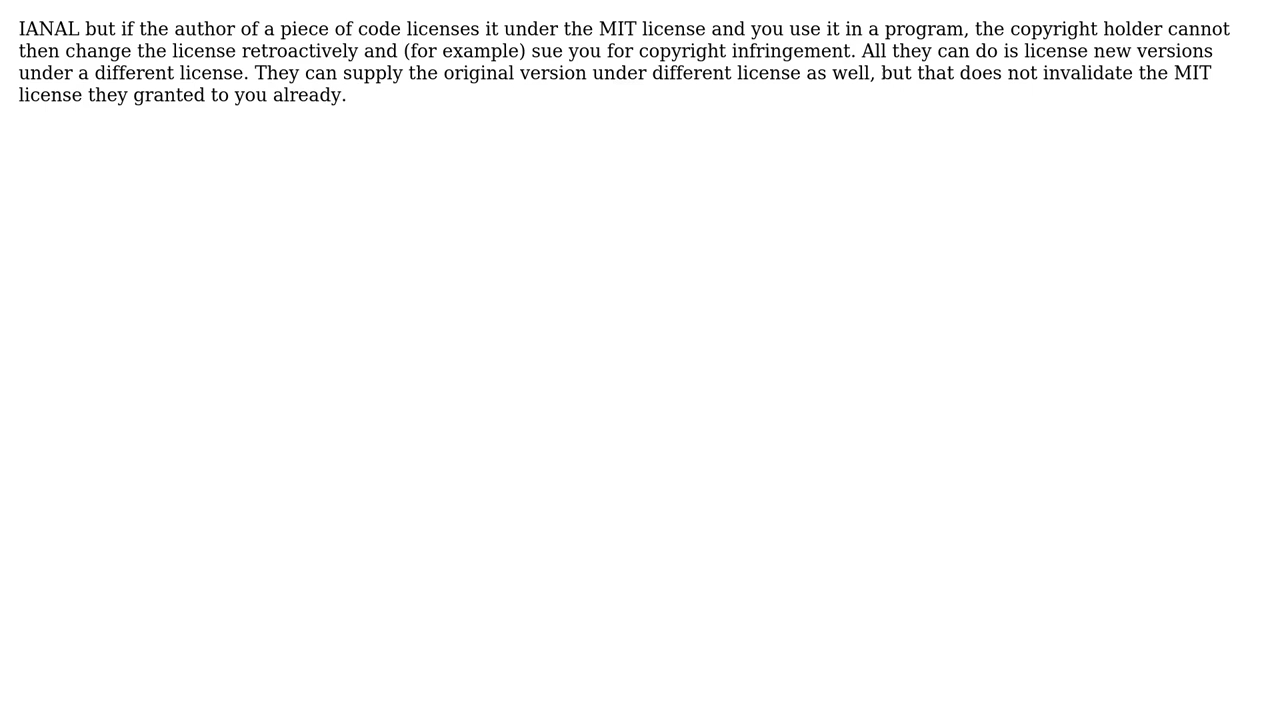 IANAL but if the author of a piece of code licenses it under the MIT license and you use it in a program, the copyright holder cannot
then change the license retroactively and (for example) sue you for copyright infringement. All they can do is license new versions
under a different license. They can supply the original version under different license as well, but that does not invalidate the MIT
license they granted to you already.